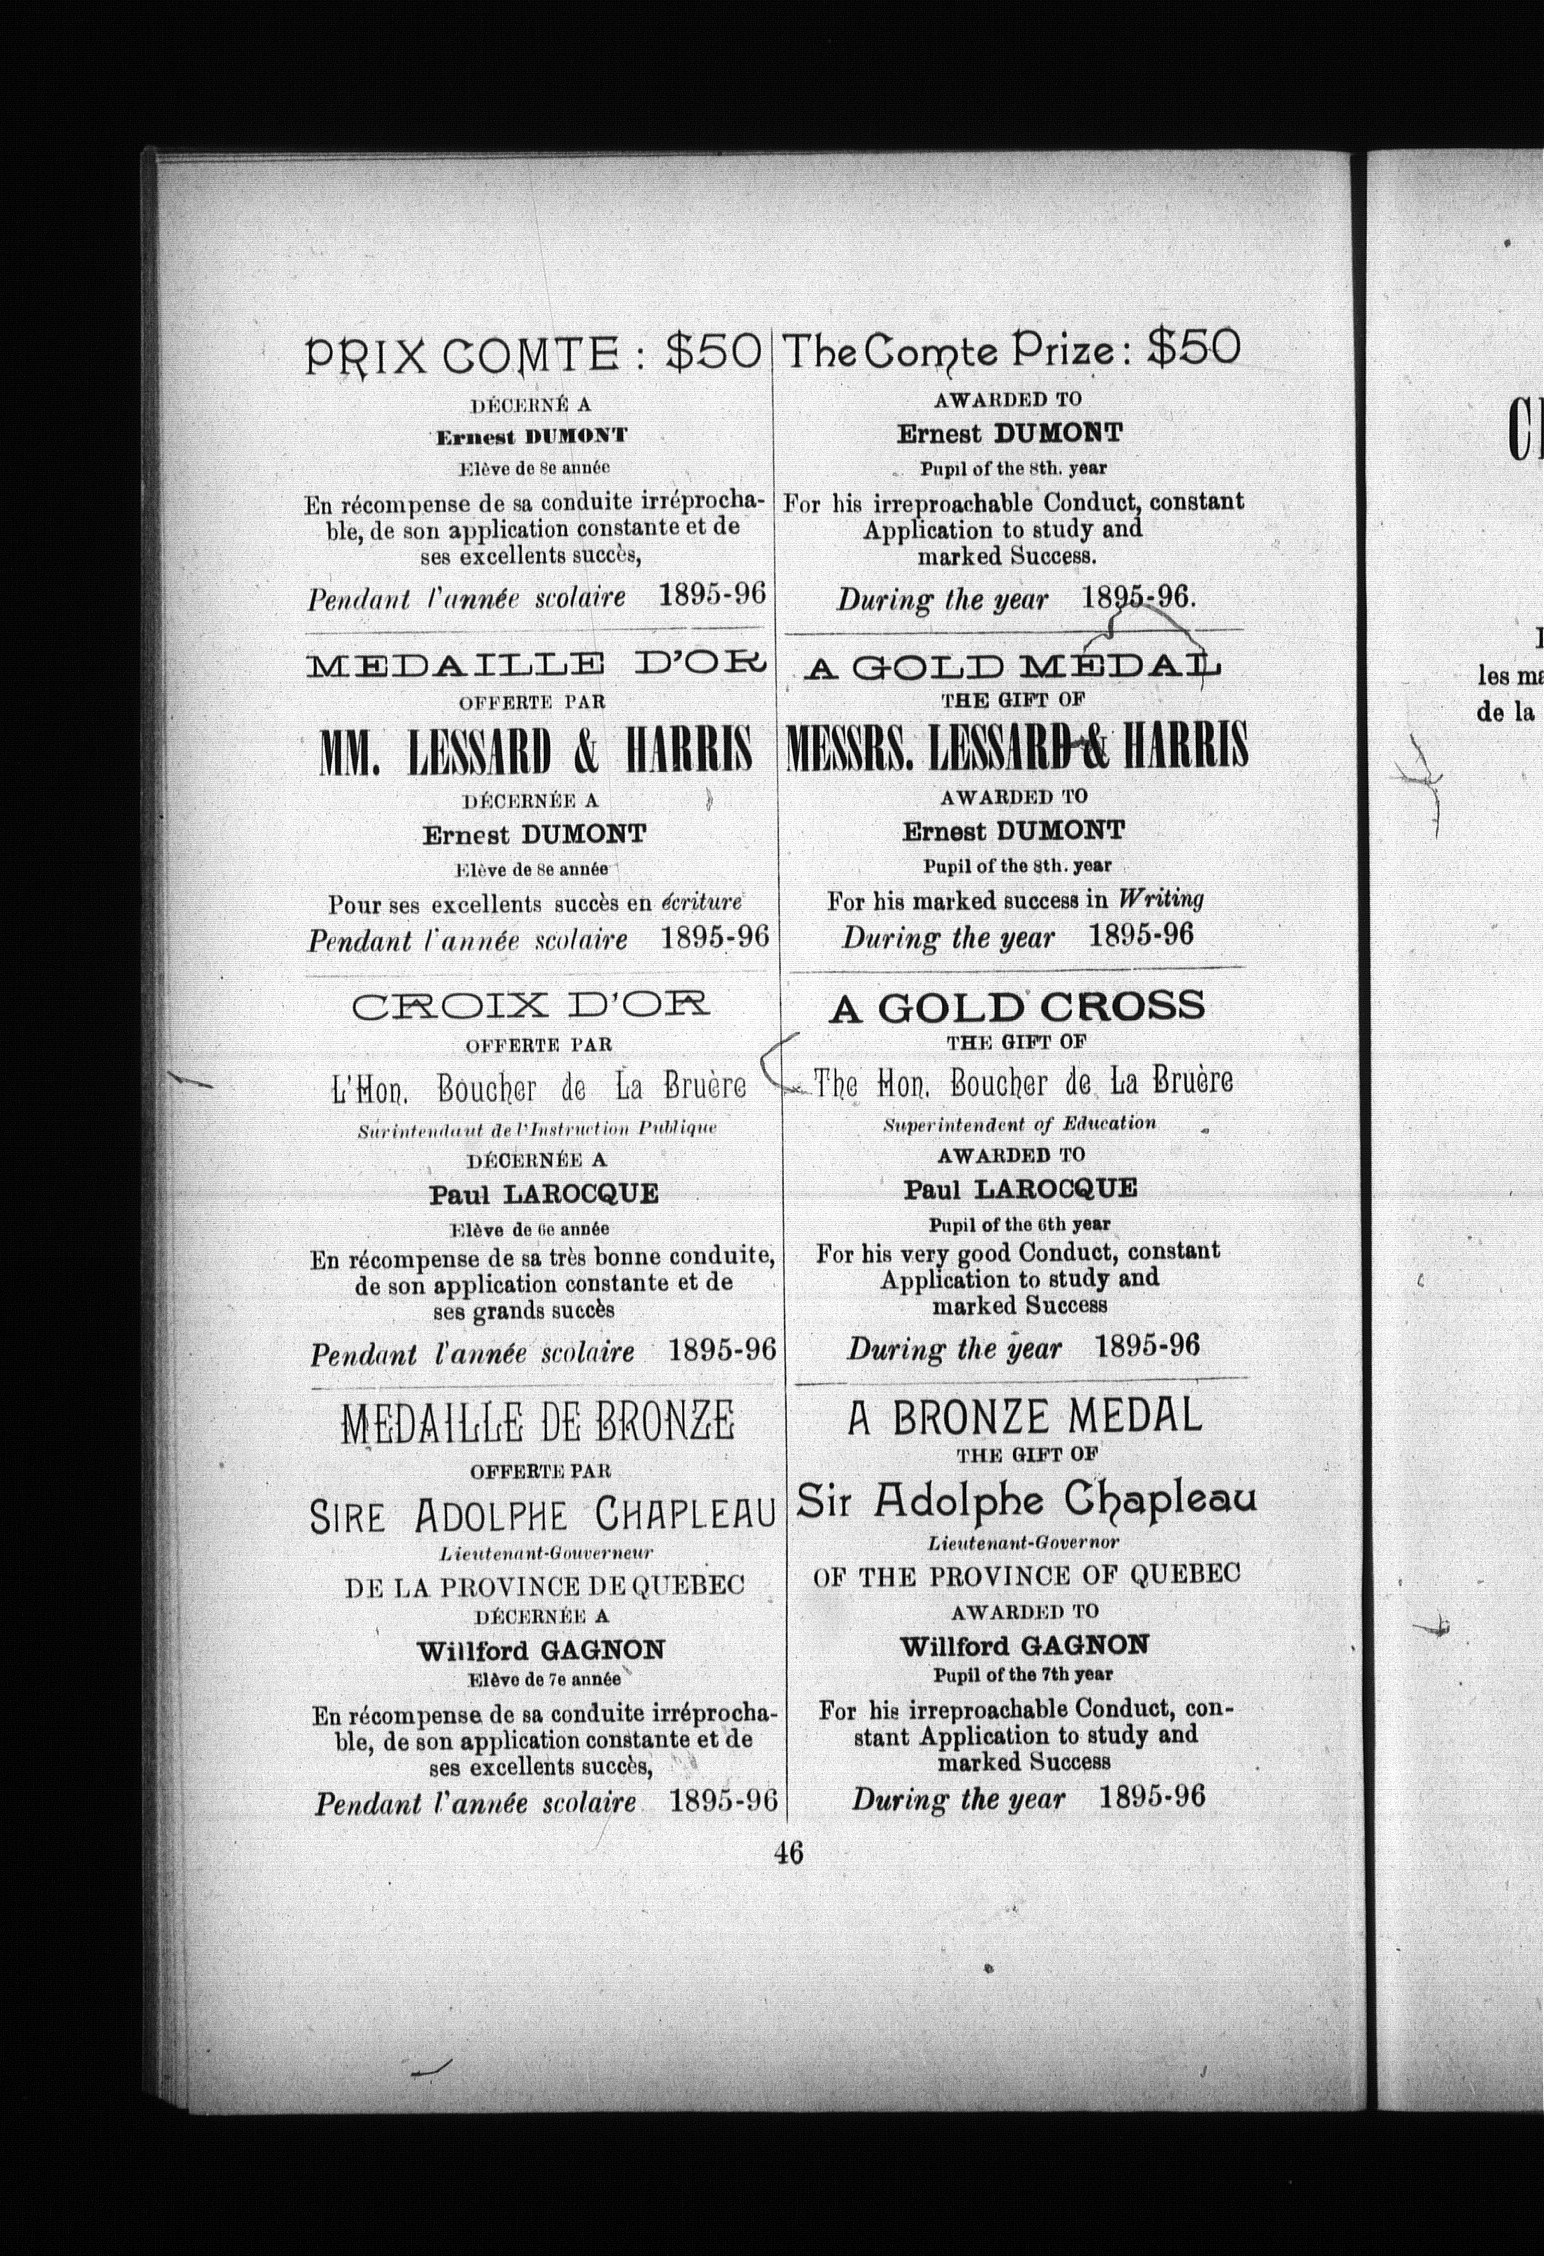 PRIX COMTE : $50
DÉCERNÉ A
Ernest DUMONT
Elève de 8e année
En récompense de sa conduite irréprocha-
ble, de son application constante et de
ses excellents succès,
Pendant l'année scolaire 1895-96
MEDAILLE D'OR
OFFERTE PAR
MM. LESSARD & HARRIS
DÉCERNÉE A
Ernest DUMONT
Elève de 8e année
Pour ses excellents succès en écriture
Pendant l'année scolaire 1895-96
CROIX D'OR
OFFERTE PAR
L'Hon. Boucher de La Bruère
Surintendant de l'Instruction Publique
DÉCERNÉE A
Paul LAROCQUE
Elève de 6e année
En récompense de sa très bonne conduite,
de son application constante et de
ses grands succès
Pendant l'année scolaire 1895-96
MEDAILLE DE BRONZE
OFFERTE PAR
SIRE ADOLPHE CHAPLEAU
Lieutenant-Gouverneur
DE LA PROVINCE DE QUEBEC
DÉCERNÉE A
Willford GAGNON
Elève de 7e année
En récompense de sa conduite irréprocha-
ble, de son application constante et de
ses excellents succès,
Pendant l'année scolaire 1895-96
The Comte Prize : $50
AWARDED TO
Ernest DUMONT
Pupil of the 8th. year
For his irreproachable Conduct, constant
Application to study and
marked Success.
During the year 1895-96.
A GOLD MEDAL
THE GIFT OF
MESSRS. LESSARD & HARRIS
AWARDED TO
Ernest DUMONT
Pupil of the 8th. year
For his marked success in Writing
During the year 1895-96
A GOLD CROSS
THE GIFT OF
The Hon. Boucher de La Bruère
Superintendent of Education
AWARDED TO
Paul LAROCQUE
Pupil of the 6th year
For his very good Conduct, constant
Application to study and
marked Success
During the year 1895-96
A BRONZE MEDAL
THE GIFT OF
Sir Adolphe Chapleau
Lieutenant-Governor
OF THE PROVINCE OF QUEBEC
AWARDED TO
Willford GAGNON
Pupil of the 7th year
For his irreproachable Conduct, con-
stant Application to study and
marked Success
During the year 1895-96
46
les
de la